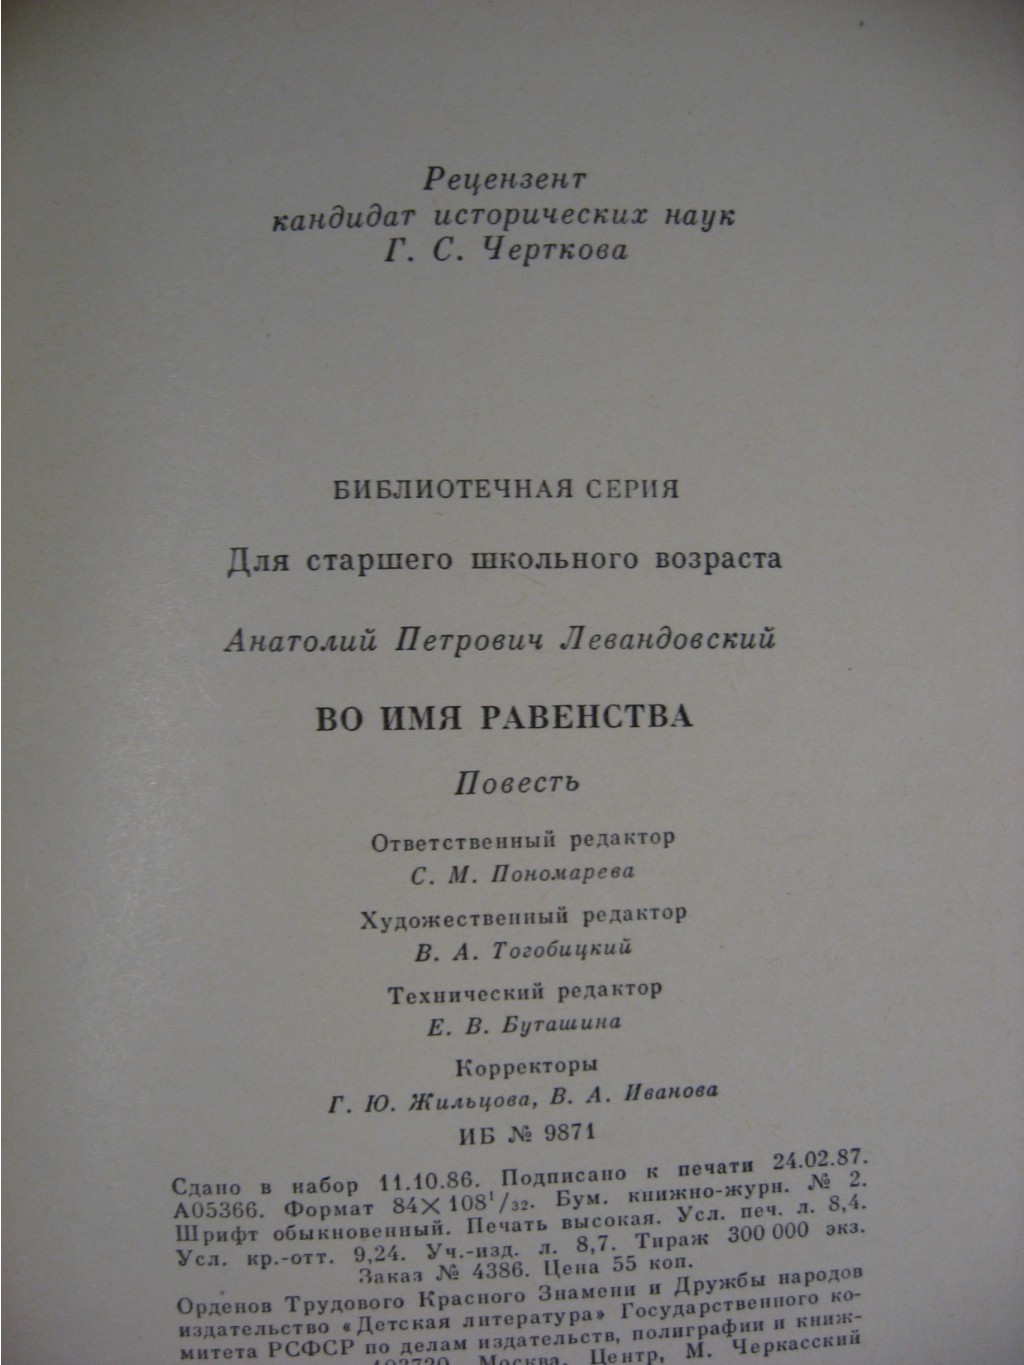 Рецензент
кандидат исторических наук
Г. С. Черткова
БИБЛИОТЕЧНАЯ СЕРИЯ
Для старшего школьного возраста
Анатолий Петрович Левандовский
ВО ИМЯ РАВЕНСТВА
Повесть
Ответственный редактор
С. М. Пономарева
Художественный редактор
В. А. Тогобицкий
Технический редактор
Е. В. Буташина
Корректоры
Г. Ю. Жильцова, В. А. Иванова
ИБ № 9871
Сдано в набор 11.10.86. Подписано к печати 24.02.87.
А05366. Формат 84×108¹/₃₂. Бум. книжно-журн. № 2.
Шрифт обыкновенный. Печать высокая. Усл. печ. л. 8,4.
Усл. кр.-отт. 9,24. Уч.-изд. л. 8,7. Тираж 300 000 экз.
Заказ № 4386. Цена 55 коп.
Орденов Трудового Красного Знамени и Дружбы народов
издательство «Детская литература» Государственного ко-
митета РСФСР по делам издательств, полиграфии и книж-
103720, Москва, Центр, М. Черкасский